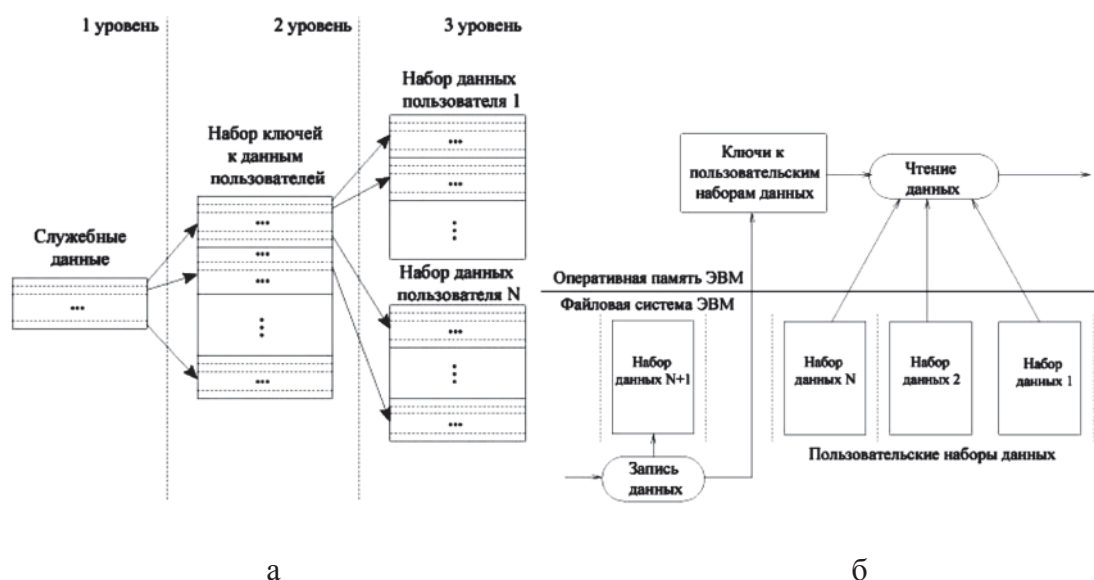 1 уровень
2 уровень
3 уровень
Служебные
данные
...
Набор ключей
к данным
пользователей
...
...
...
...
...
Набор данных
пользователя 1
...
...
...
Набор данных
пользователя N
...
...
...
Ключи к
пользовательским
наборам данных
Чтение
данных
Оперативная память ЭВМ
Файловая система ЭВМ
Набор
данных N+1
Набор
данных N
Набор
данных 2
Набор
данных 1
Пользовательские наборы данных
Запись
данных
а
б